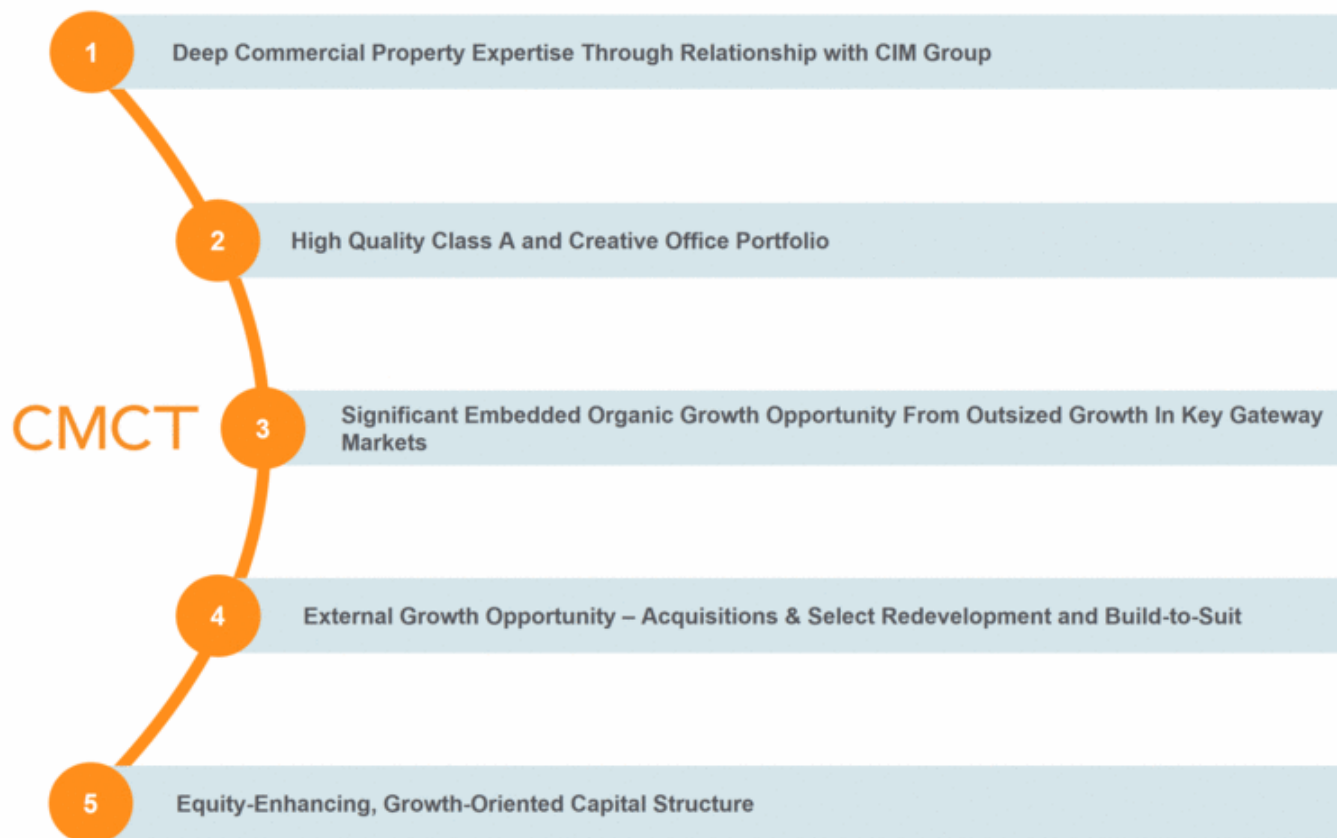 1
Deep Commercial Property Expertise Through Relationship with CIM Group
2
High Quality Class A and Creative Office Portfolio
CMCT
3
Significant Embedded Organic Growth Opportunity From Outsized Growth In Key Gateway
Markets
4
External Growth Opportunity – Acquisitions & Select Redevelopment and Build-to-Suit
5
Equity-Enhancing, Growth-Oriented Capital Structure